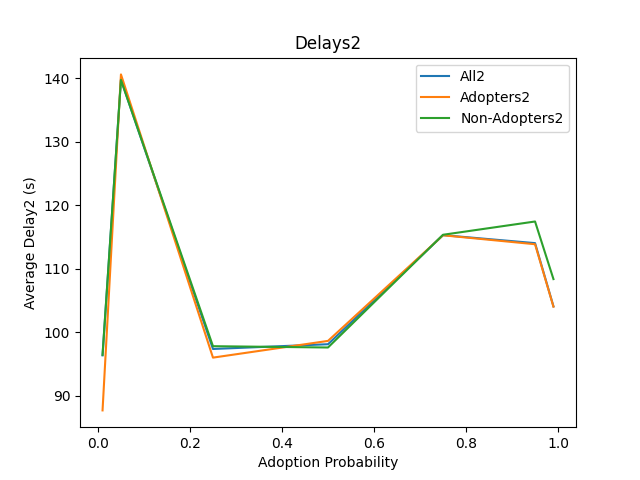 Delays2
All2
Adopters2
Non-Adopters2
Average Delay2 (s)
140
130
120
110
100
90
0.0 0.2 0.4 0.6 0.8 1.0
Adoption Probability